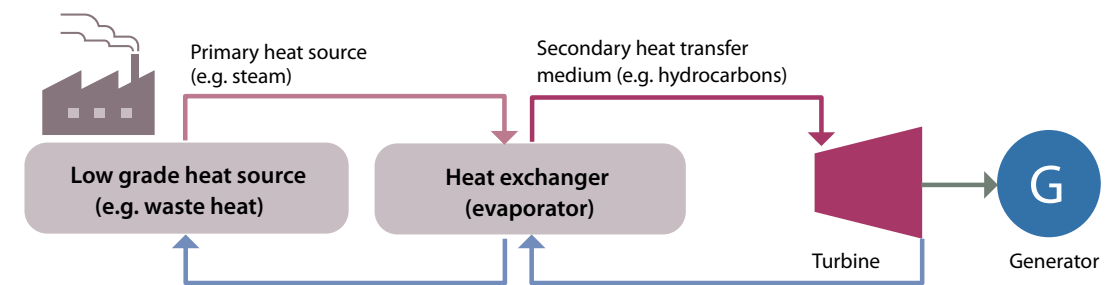 Primary heat source
(e.g. steam)
Secondary heat transfer
medium (e.g. hydrocarbons)
Low grade heat source
(e.g. waste heat)
Heat exchanger
(evaporator)
G
Turbine
Generator